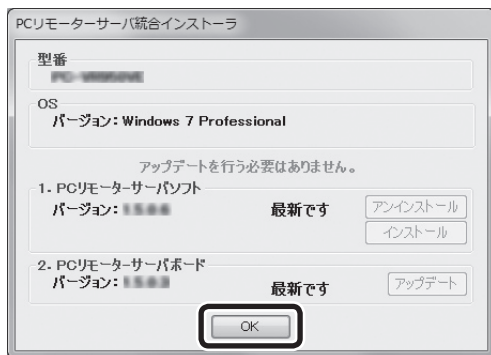 PCリモーターサーバ統合インストーラ
型番
OS
バージョン：Windows 7 Professional
アップデートを行う必要はありません。
1. PCリモーターサーバソフト
バージョン： 最新です アンインストール
インストール
2. PCリモーターサーバボード
バージョン： 最新です アップデート
OK